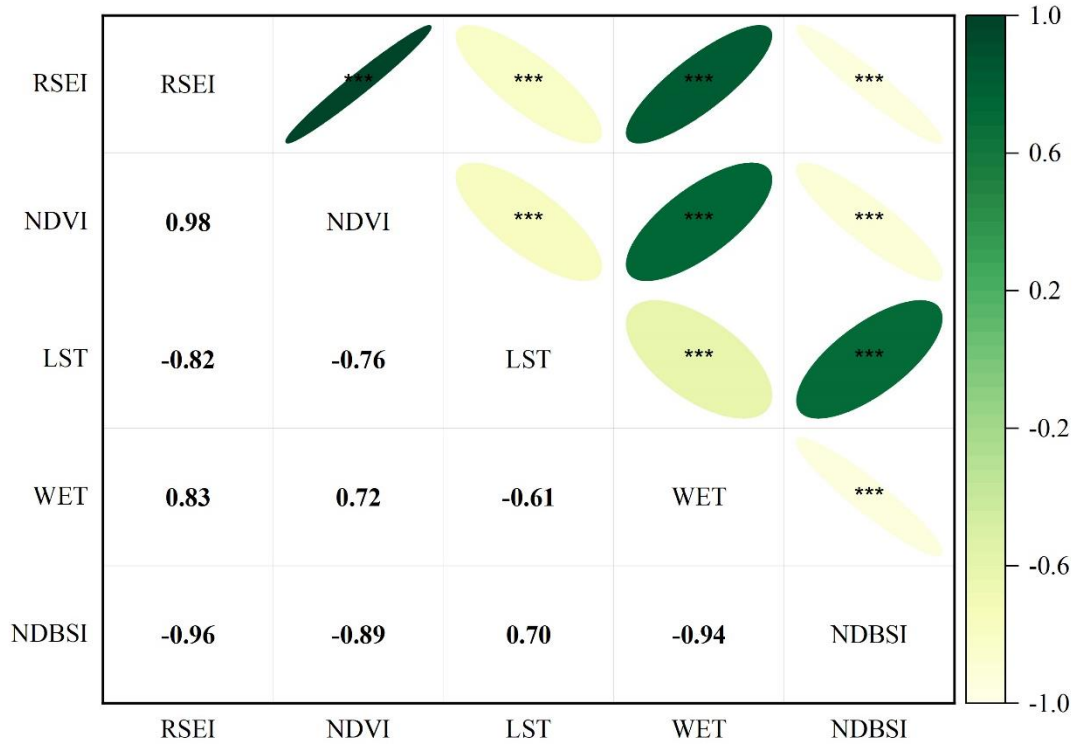 1.0
RSEI RSEI *** *** *** ***
0.6
NDVI 0.98 NDVI *** *** ***
0.2
LST -0.82 -0.76 LST *** ***
-0.2
WET 0.83 0.72 -0.61 WET ***
-0.6
NDBSI -0.96 -0.89 0.70 -0.94 NDBSI
-1.0
RSEI NDVI LST WET NDBSI